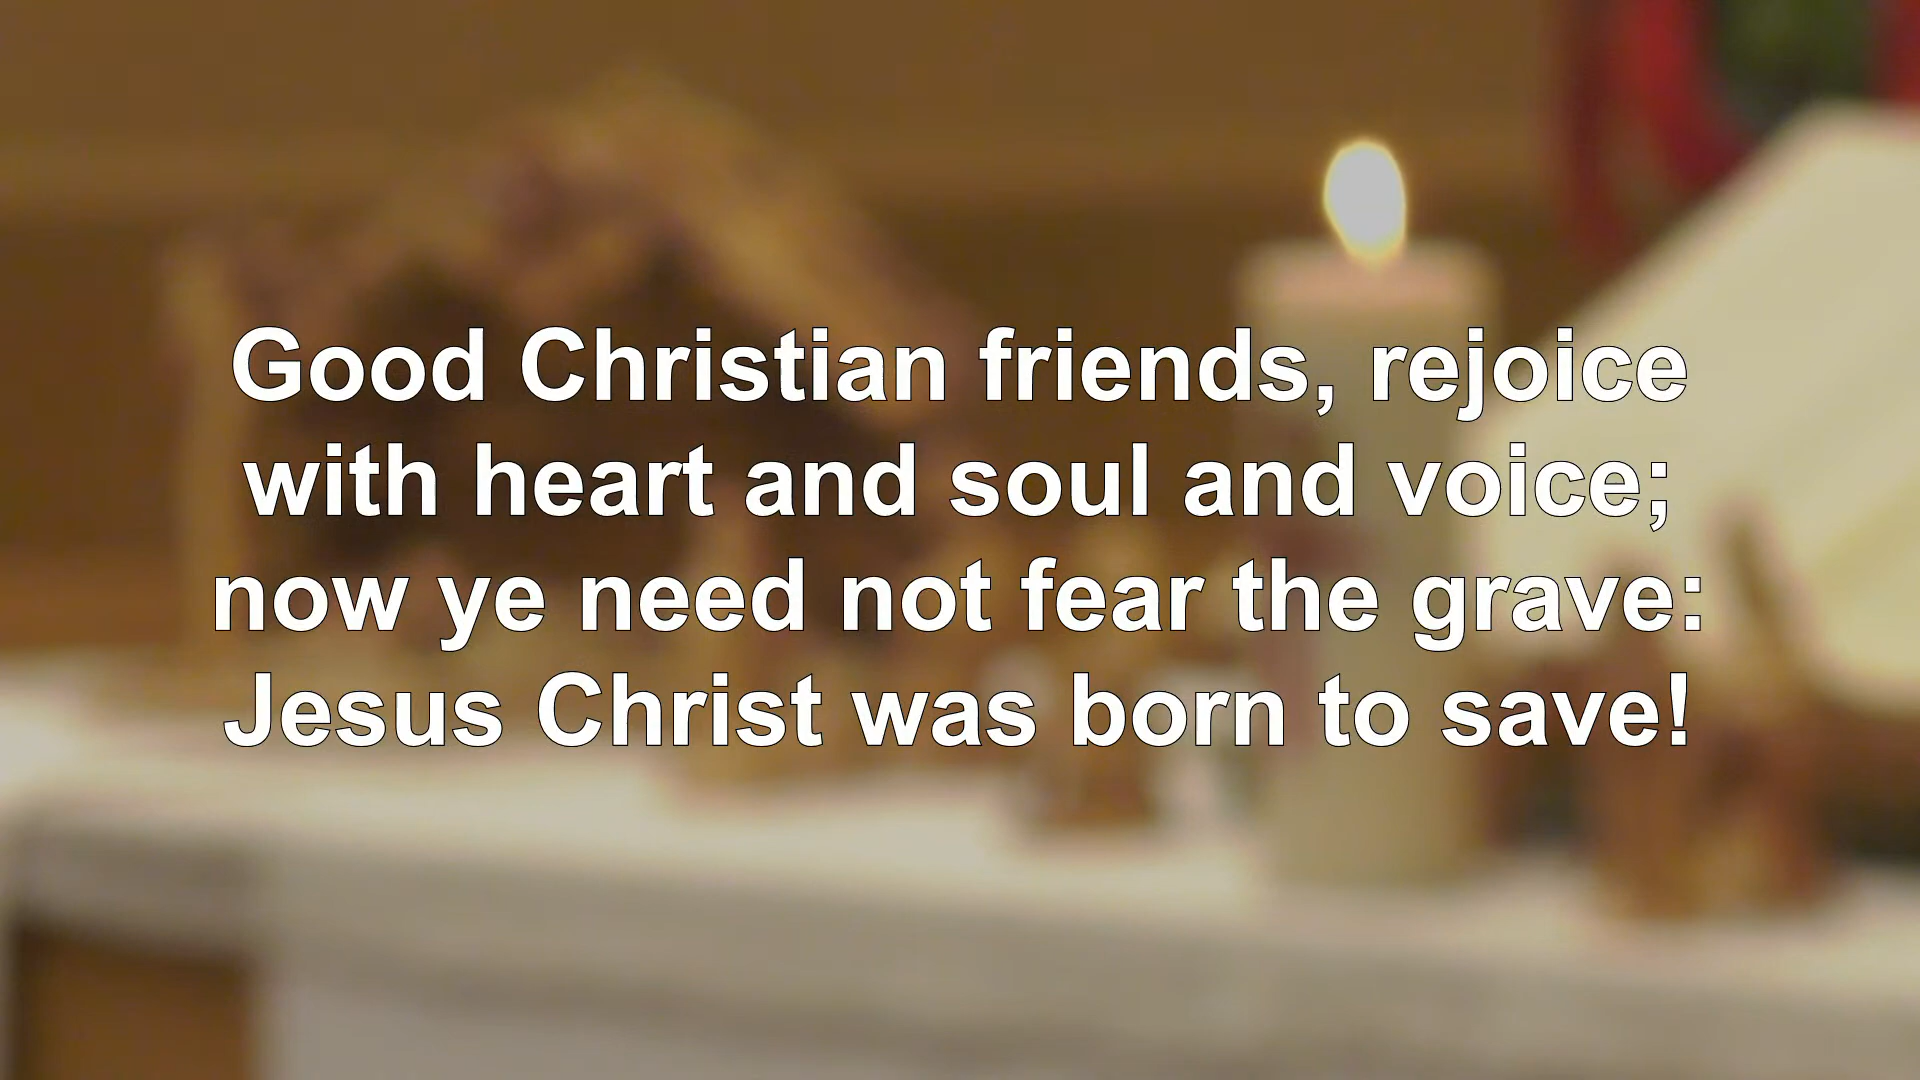 Good Christian friends, rejoice
with heart and soul and voice;
now ye need not fear the grave:
Jesus Christ was born to save!